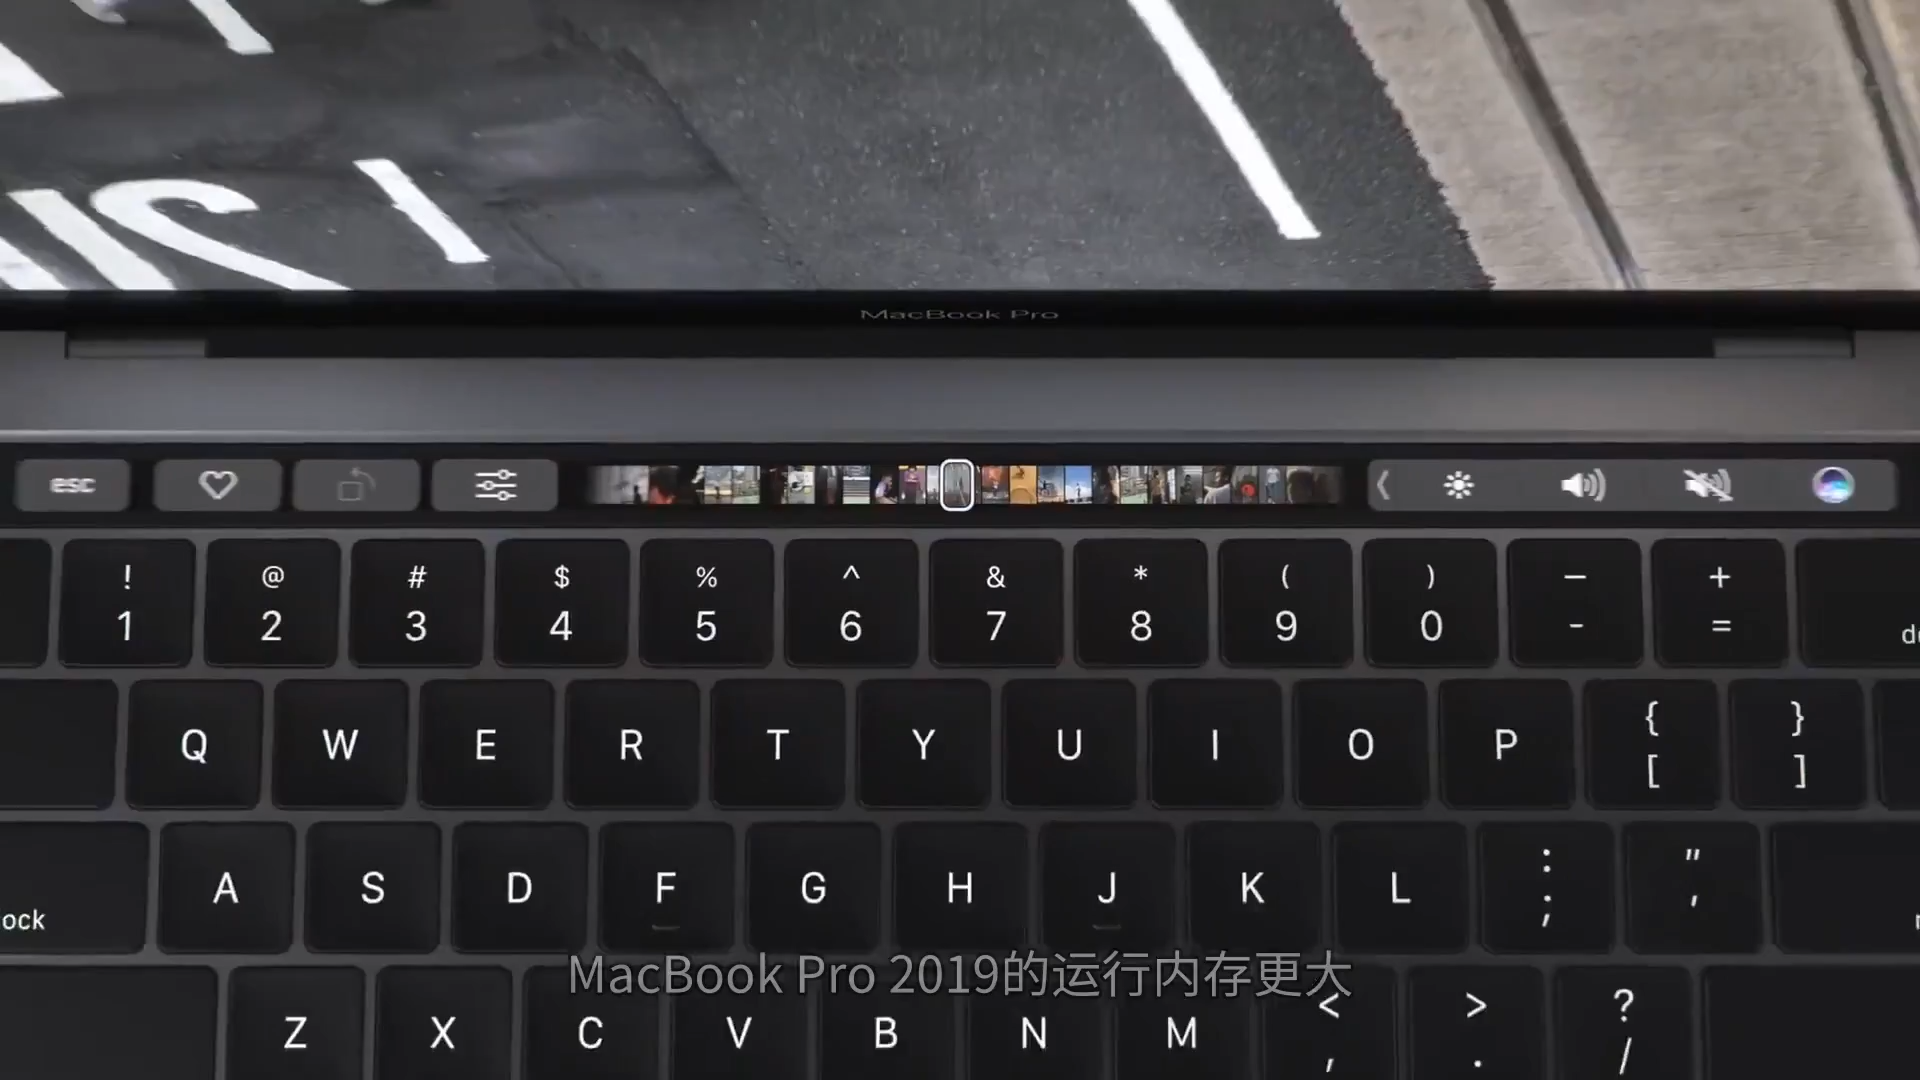 MacBook Pro
esc
! @ # $ % ^ & * ( ) — +
1 2 3 4 5 6 7 8 9 0 - =
Q W E R T Y U I O P { [ } ]
A S D F G H J K L : ; " '
ock
MacBook Pro 2019的运行内存更大
Z X C V B N M < , > . ? /